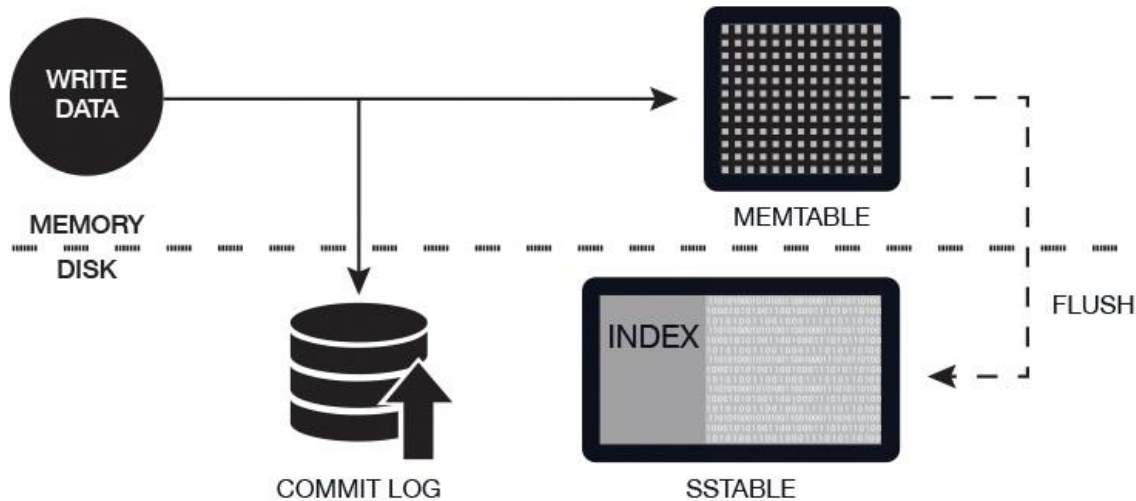 WRITE
DATA
MEMORY
DISK
MEMTABLE
FLUSH
INDEX
COMMIT LOG
SSTABLE